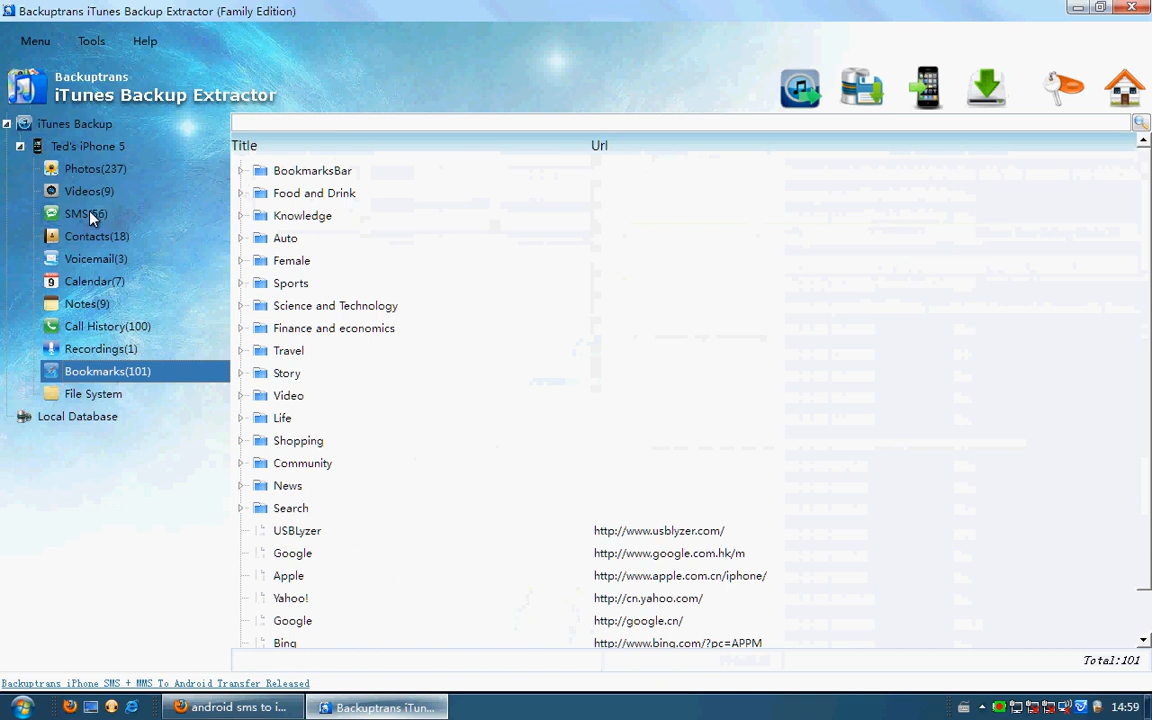 Backuptrans iTunes Backup Extractor (Family Edition)
Menu Tools Help
Backuptrans
iTunes Backup Extractor
iTunes Backup
Ted's iPhone 5
Photos(237)
Videos(9)
SMS(56)
Contacts(18)
Voicemail(3)
Calendar(7)
9
Notes(9)
Call History(100)
Recordings(1)
Bookmarks(101)
File System
Local Database
Title Url
BookmarksBar
Food and Drink
Knowledge
Auto
Female
Sports
Science and Technology
Finance and economics
Travel
Story
Video
Life
Shopping
Community
News
Search
USBLyzer http://www.usblyzer.com/
Google http://www.google.com.hk/m
Apple http://www.apple.com.cn/iphone/
Yahoo! http://cn.yahoo.com/
Google http://google.cn/
Bing http://www.bing.com/?pc=APPM
Total:101
Backuptrans iPhone SMS + MMS To Android Transfer Released
android sms to i...
Backuptrans iTun...
14:59